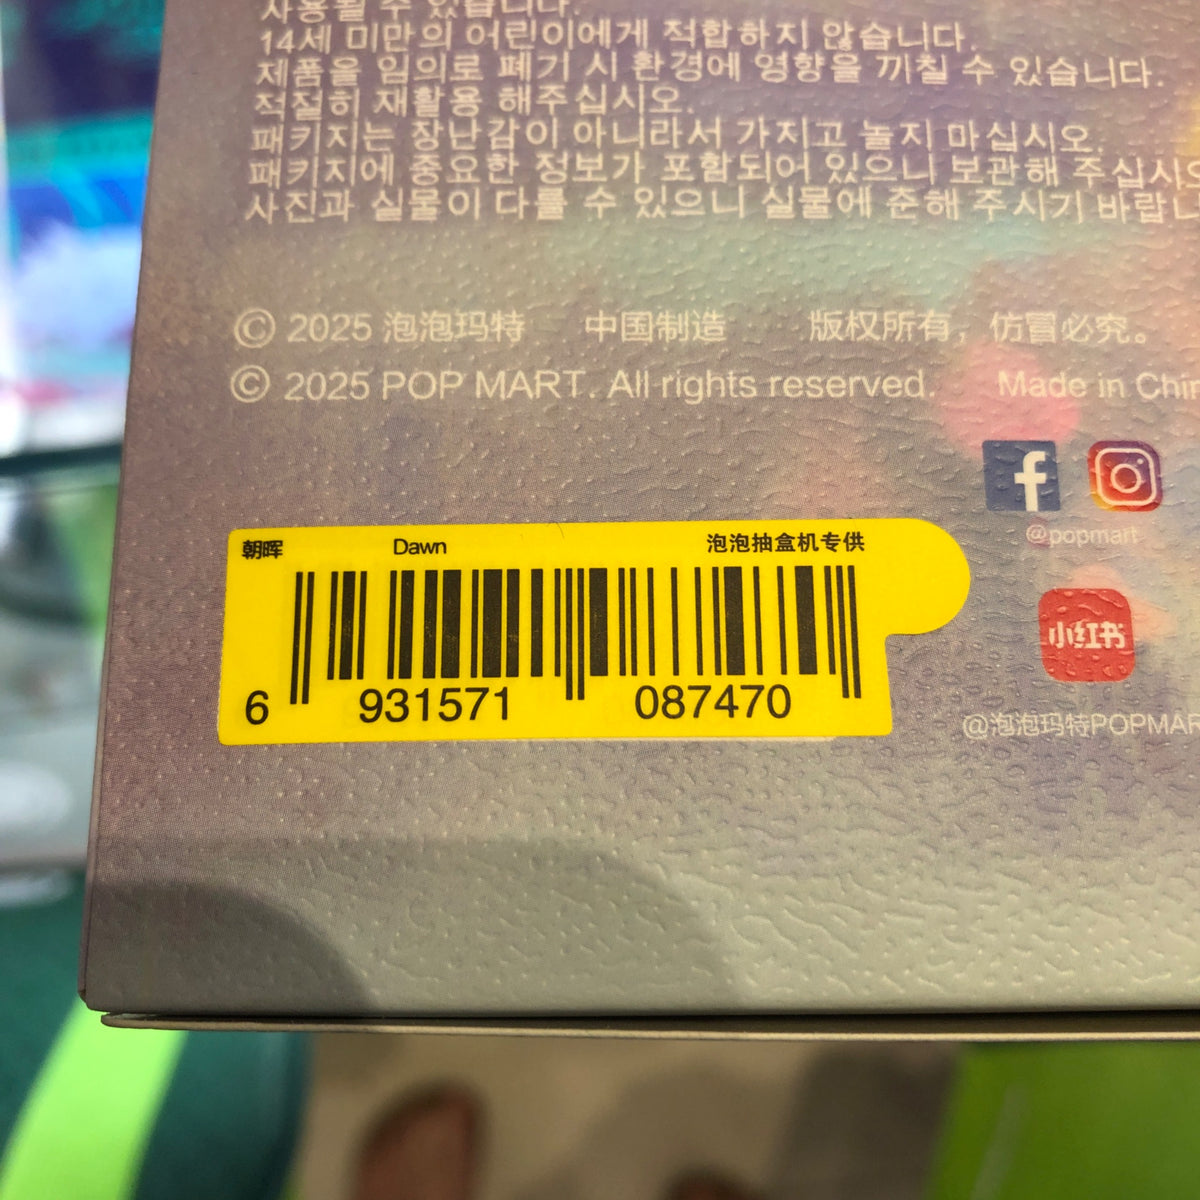 사용될 수 있습니다.
14세 미만의 어린이에게 적합하지 않습니다.
제품을 임의로 폐기 시 환경에 영향을 끼칠 수 있습니다.
적절히 재활용 해주십시오.
패키지는 장난감이 아니라서 가지고 놀지 마십시오.
패키지에 중요한 정보가 포함되어 있으니 보관해 주십시오
사진과 실물이 다를 수 있으니 실물에 준해 주시기 바랍니
© 2025 泡泡玛特 中国制造 版权所有，仿冒必究。
© 2025 POP MART. All rights reserved. Made in Chin
@popmart
朝晖 Dawn 泡泡抽盒机专供
6 931571 087470
小红书
@泡泡玛特POPMAR